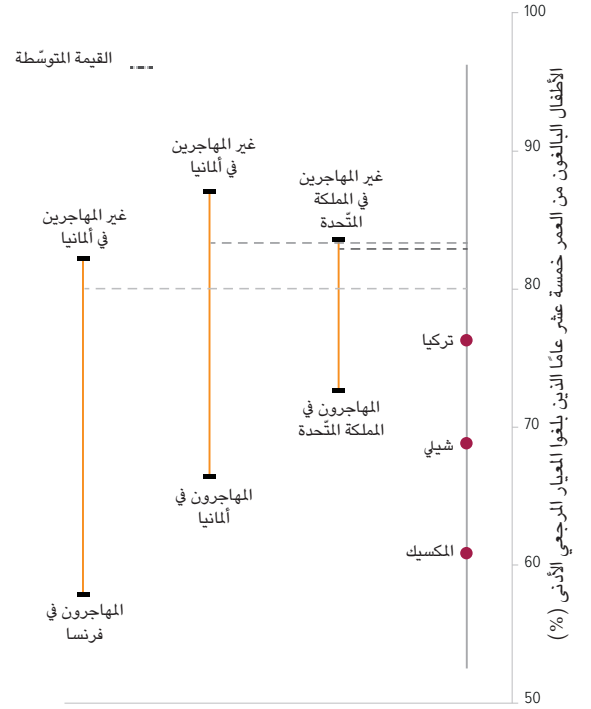 القيمة المتوسّطة
غير المهاجرين
في ألمانيا
غير المهاجرين
في المملكة
المتّحدة
غير المهاجرين
في ألمانيا
تركيا
المهاجرون في
المملكة المتّحدة
شيلي
المهاجرون في
ألمانيا
المكسيك
المهاجرون في
فرنسا
100
90
80
70
60
50
الأطفال البالغون من العمر خمسة عشر عامًا الذين بلغوا المعيار المرجعي الأدنى (%)